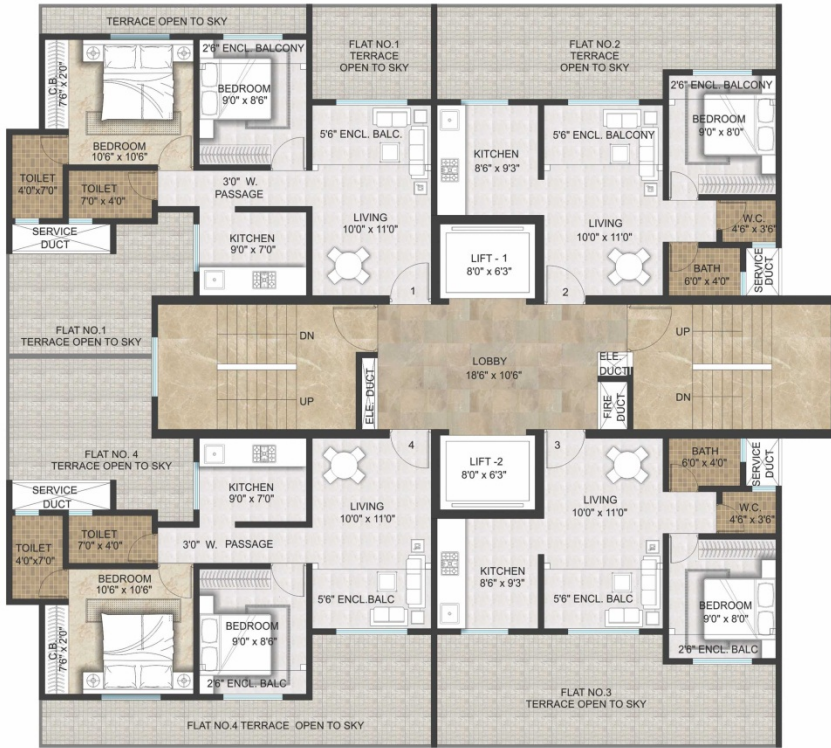 TERRACE OPEN TO SKY
C.B.
7'6" x 2'0"
BEDROOM
10'6" x 10'6"
2'6" ENCL. BALCONY
BEDROOM
9'0" x 8'6"
FLAT NO.1
TERRACE
OPEN TO SKY
FLAT NO.2
TERRACE
OPEN TO SKY
2'6" ENCL. BALCONY
BEDROOM
9'0" x 8'0"
TOILET
4'0"x7'0"
TOILET
7'0" x 4'0"
3'0" W.
PASSAGE
5'6" ENCL. BALC.
LIVING
10'0" x 11'0"
KITCHEN
8'6" x 9'3"
5'6" ENCL. BALCONY
LIVING
10'0" x 11'0"
W.C.
4'6" x 3'6"
SERVICE
DUCT
KITCHEN
9'0" x 7'0"
LIFT - 1
8'0" x 6'3"
BATH
6'0" x 4'0"
SERVICE
DUCT
1
2
FLAT NO.1
TERRACE OPEN TO SKY
DN
UP
ELE. DUCT
LOBBY
18'6" x 10'6"
ELE.
DUCT
FIRE
DUCT
UP
DN
FLAT NO. 4
TERRACE OPEN TO SKY
4
3
SERVICE
DUCT
KITCHEN
9'0" x 7'0"
LIVING
10'0" x 11'0"
LIFT -2
8'0" x 6'3"
LIVING
10'0" x 11'0"
BATH
6'0" x 4'0"
SERVICE
DUCT
W.C.
4'6" x 3'6"
TOILET
4'0"x7'0"
TOILET
7'0" x 4'0"
3'0" W. PASSAGE
BEDROOM
10'6" x 10'6"
C.B.
7'6" x 2'0"
BEDROOM
9'0" x 8'6"
2'6" ENCL. BALC
5'6" ENCL.BALC
KITCHEN
8'6" x 9'3"
5'6" ENCL. BALC
BEDROOM
9'0" x 8'0"
2'6" ENCL. BALC
FLAT NO.4 TERRACE OPEN TO SKY
FLAT NO.3
TERRACE OPEN TO SKY